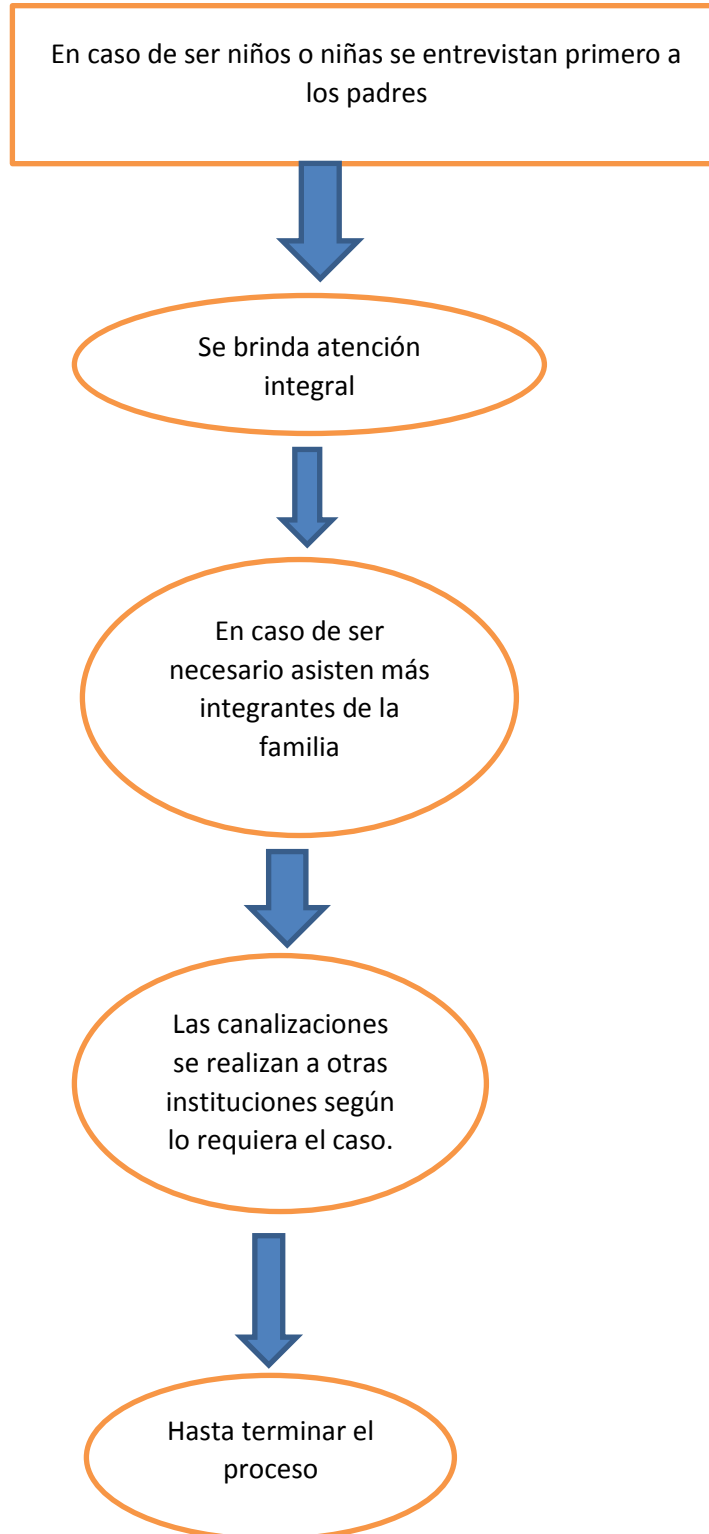 En caso de ser niños o niñas se entrevistan primero a
los padres
Se brinda atención
integral
En caso de ser
necesario asisten más
integrantes de la
familia
Las canalizaciones
se realizan a otras
instituciones según
lo requiera el caso.
Hasta terminar el
proceso